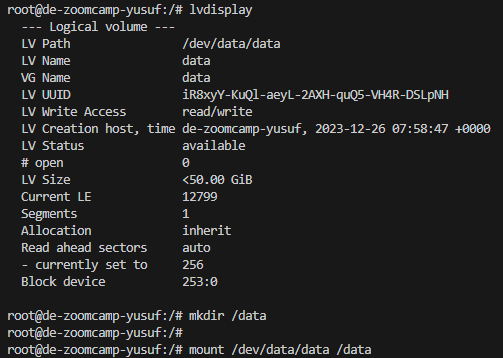 root@de-zoomcamp-yusuf:/# lvdisplay
--- Logical volume ---
LV Path                /dev/data/data
LV Name                data
VG Name                data
LV UUID                iR8xyY-KuQl-aeyL-2AXH-quQ5-VH4R-DSLpNH
LV Write Access        read/write
LV Creation host, time de-zoomcamp-yusuf, 2023-12-26 07:58:47 +0000
LV Status              available
# open                 0
LV Size                <50.00 GiB
Current LE             12799
Segments               1
Allocation             inherit
Read ahead sectors     auto
- currently set to     256
Block device           253:0
root@de-zoomcamp-yusuf:/# mkdir /data
root@de-zoomcamp-yusuf:/#
root@de-zoomcamp-yusuf:/# mount /dev/data/data /data